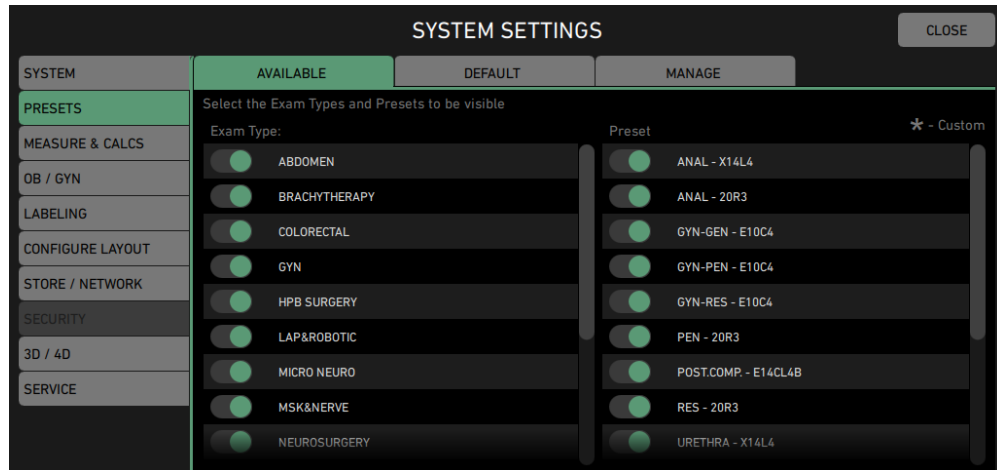 SYSTEM SETTINGS
CLOSE
SYSTEM
PRESETS
MEASURE & CALCS
OB / GYN
LABELING
CONFIGURE LAYOUT
STORE / NETWORK
SECURITY
3D / 4D
SERVICE
AVAILABLE
DEFAULT
MANAGE
Select the Exam Types and Presets to be visible
* - Custom
Exam Type:
ABDOMEN
BRACHYTHERAPY
COLORECTAL
GYN
HPB SURGERY
LAP&ROBOTIC
MICRO NEURO
MSK&NERVE
NEUROSURGERY
Preset
ANAL - X14L4
ANAL - 20R3
GYN-GEN - E10C4
GYN-PEN - E10C4
GYN-RES - E10C4
PEN - 20R3
POST.COMP. - E14CL4B
RES - 20R3
URETHRA - X14L4